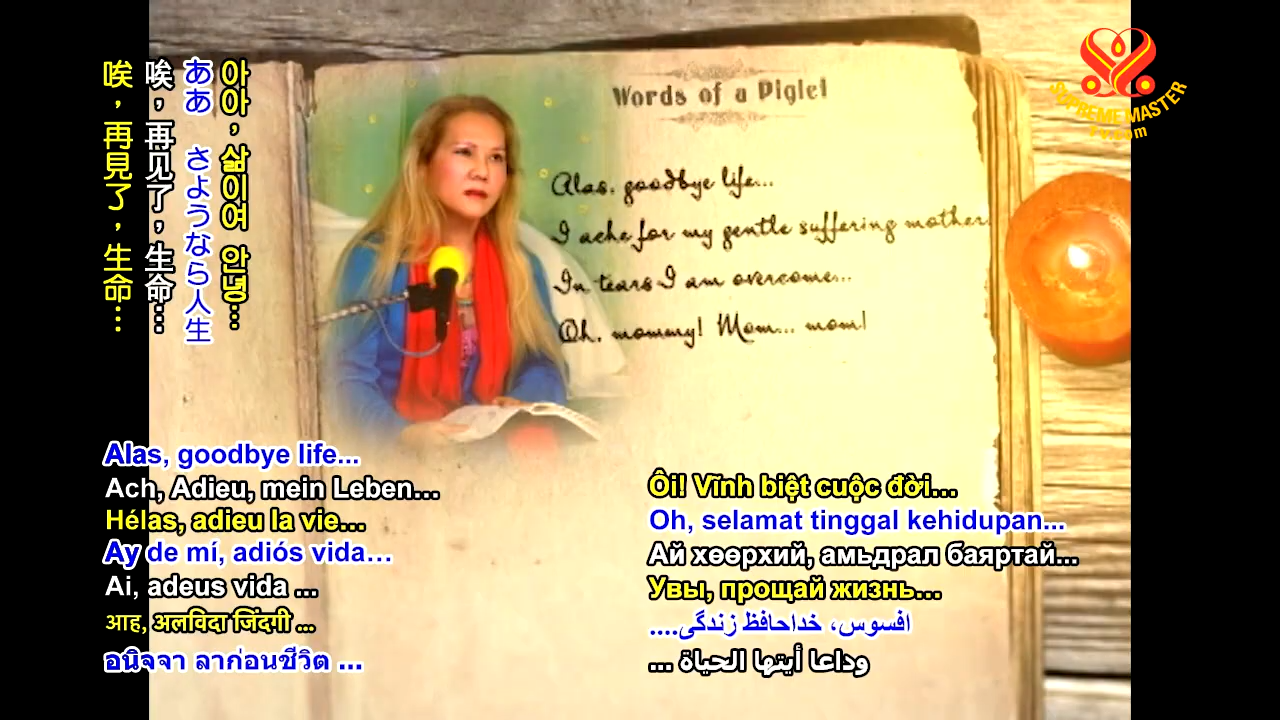 아아, 삶이여 안녕...
ああ　さようなら人生
唉，再见了，生命...
唉，再見了，生命...
Words of a Piglet
Alas, goodbye life...
I ache for my gentle suffering mother.
In tears I am overcome...
Oh, mommy! Mom... mom!
SUPREME MASTER
TV.com
Alas, goodbye life...
Ach, Adieu, mein Leben...
Hélas, adieu la vie...
Ay de mí, adiós vida...
Ai, adeus vida ...
आह, अलविदा जिंदगी ...
อนิจจา ลาก่อนชีวิต ...
Ôi! Vĩnh biệt cuộc đời...
Oh, selamat tinggal kehidupan...
Ай хөөрхий, амьдрал баяртай...
Увы, прощай жизнь...
افسوس، خداحافظ زندگی....
وداعا أيتها الحياة ...